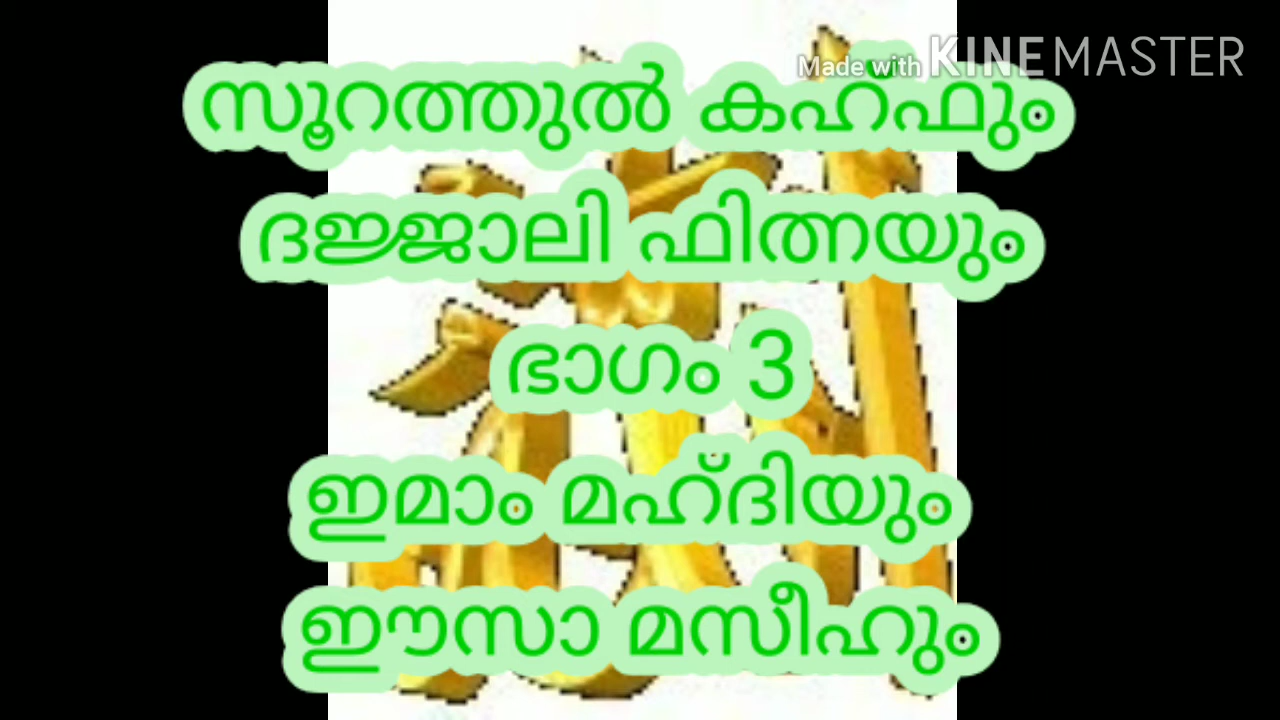 Made with KINEMASTER
സൂറത്തുൽ കഹ്ഫും
ദജ്ജാലി ഫിത്നയും
ഭാഗം 3
ഇമാം മഹ്ദിയും
ഈസാ മസീഹും